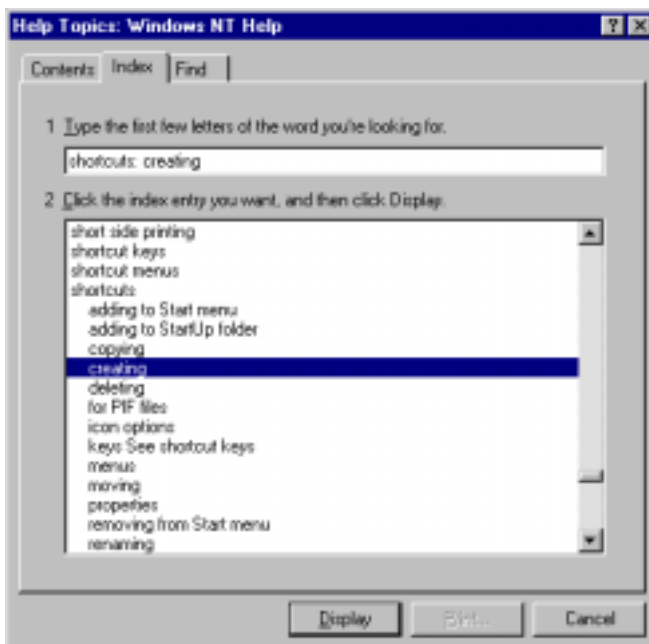 Help Topics: Windows NT Help
Contents Index Find
1 Type the first few letters of the word you're looking for.
shortcuts: creating
2 Click the index entry you want, and then click Display.
short side printing
shortcut keys
shortcut menus
shortcuts
adding to Start menu
adding to StartUp folder
copying
creating
deleting
for PIF files
icon options
keys See shortcut keys
menus
moving
properties
removing from Start menu
renaming
Display Print... Cancel